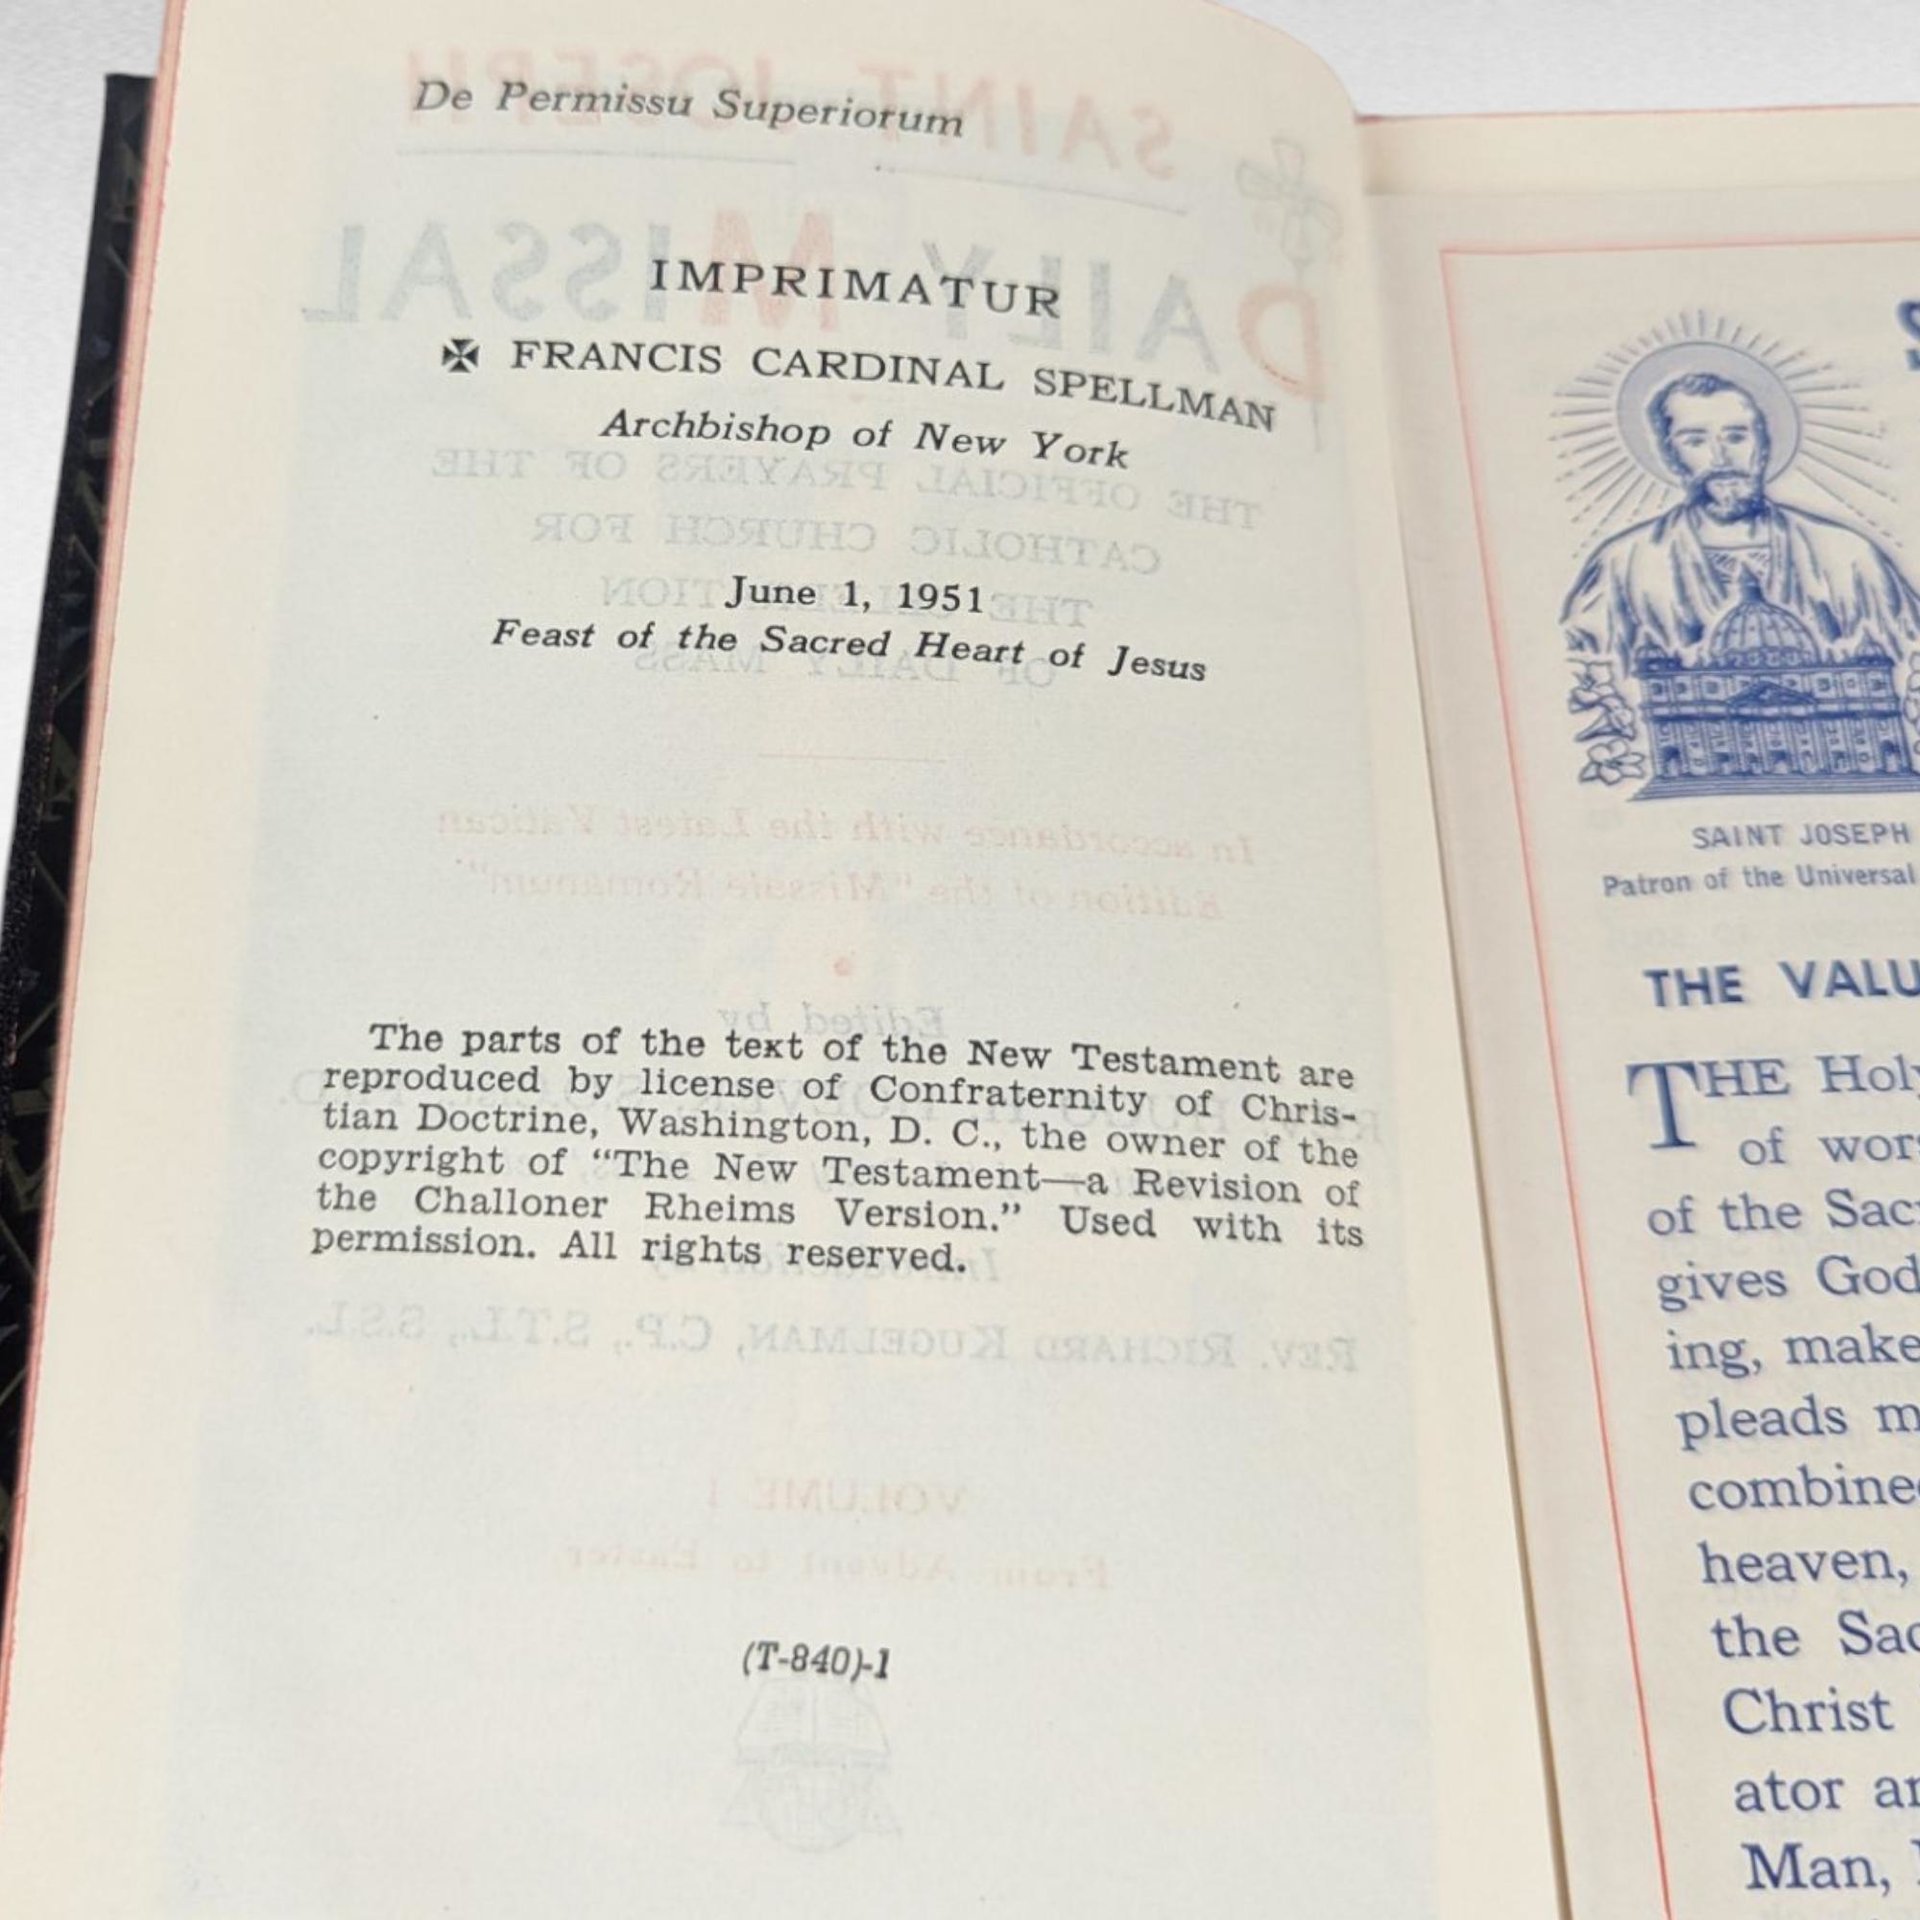 De Permissu Superiorum
IMPRIMATUR
✠ FRANCIS CARDINAL SPELLMAN
Archbishop of New York
June 1, 1951
Feast of the Sacred Heart of Jesus
The parts of the text of the New Testament are
reproduced by license of Confraternity of Chris-
tian Doctrine, Washington, D. C., the owner of the
copyright of “The New Testament—a Revision of
the Challoner Rheims Version.” Used with its
permission. All rights reserved.
(T-840)-1
SAINT JOSEPH
Patron of the Universal
THE VALU
THE Holy
of wors
of the Sac
gives God
ing, make
pleads m
combine
heaven,
the Sac
Christ
ator an
Man,